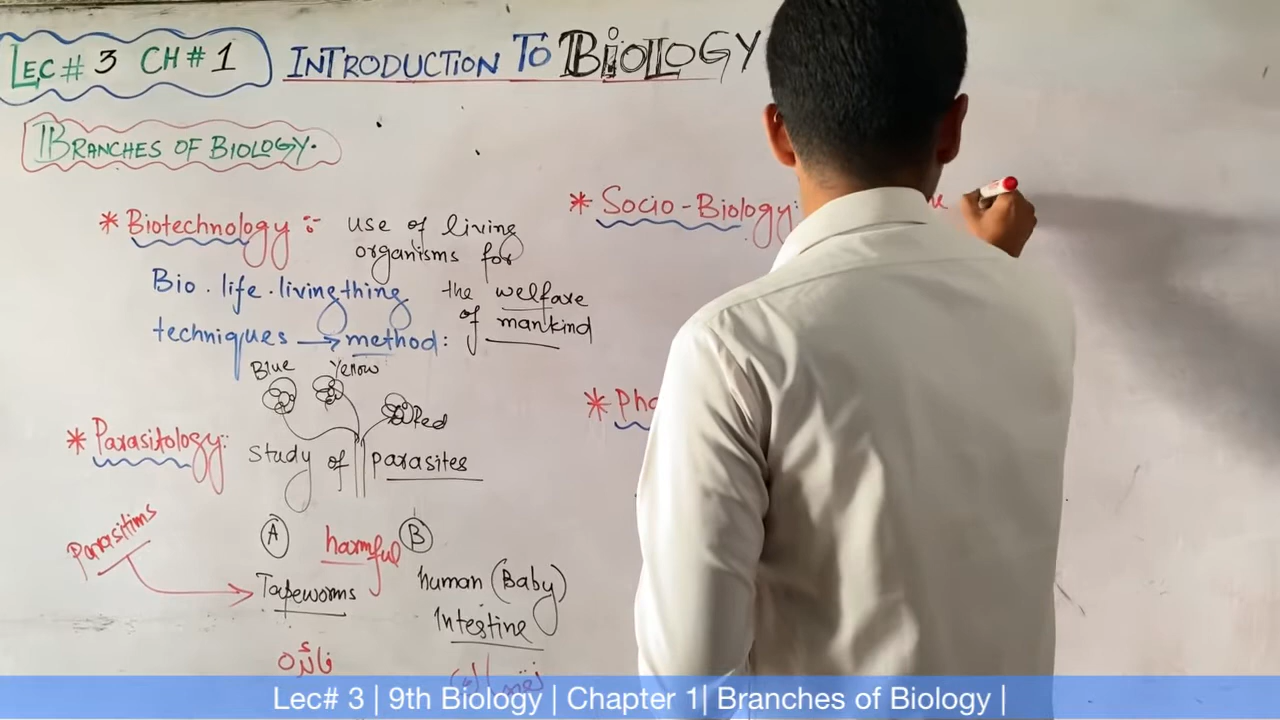 LEC# 3 CH# 1
INTRODUCTION TO BIOLOGY
BRANCHES OF BIOLOGY.
* Biotechnology :- use of living
organisms for
the welfare
of mankind
Bio . life . living thing
techniques → method:
Blue
Yellow
Red
* Parasitology:
study of parasites
Parasitims
A
harmful
B
Tapeworms
human (Baby)
Intestine
فائدہ
* Socio-Biology:
* Pha
Lec# 3 | 9th Biology | Chapter 1| Branches of Biology |